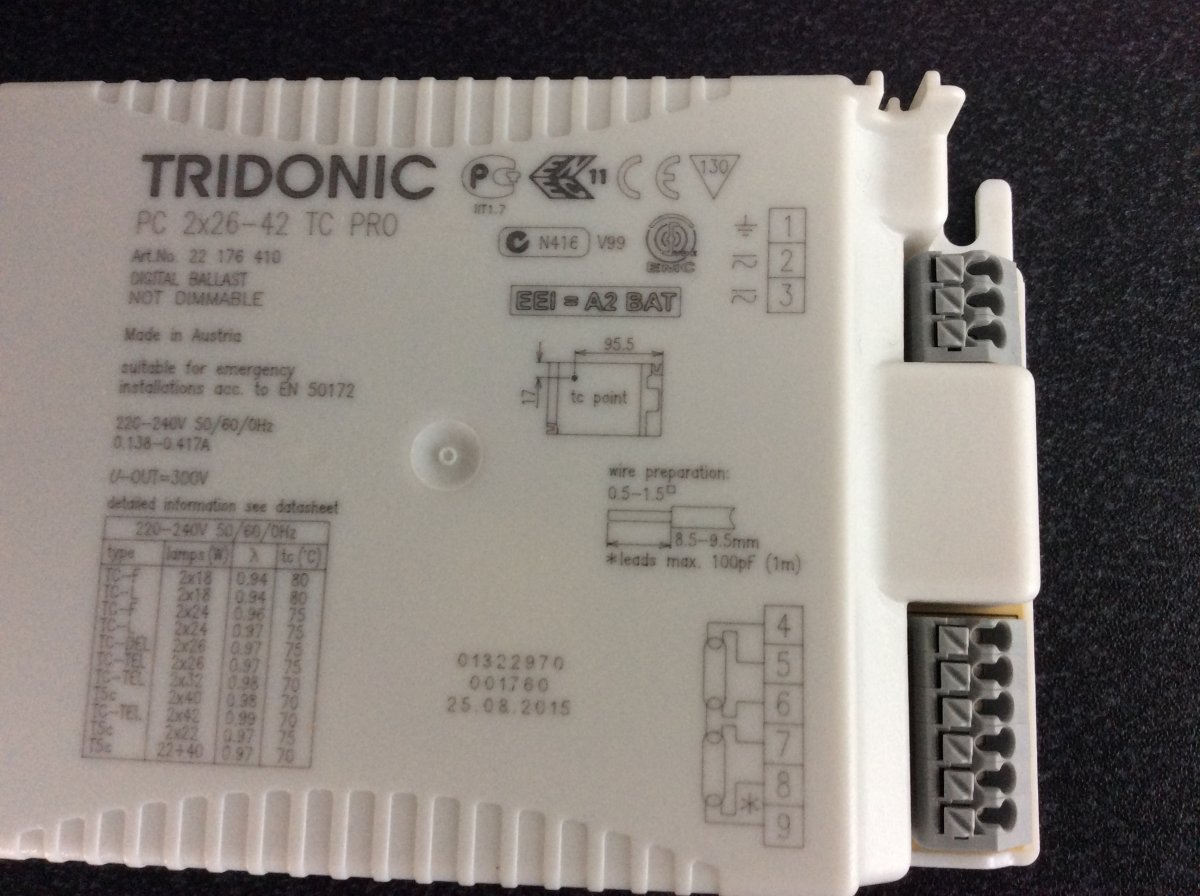 TRIDONIC
PC 2x26-42 TC PRO
Art.No. 22 176 410
DIGITAL BALLAST
NOT DIMMABLE
Made in Austria
suitable for emergency
installations acc. to EN 50172
220-240V 50/60/0Hz
0.138-0.417A
U-OUT=300V
detailed information see datasheet
220-240V 50/60/0Hz
type lamps(W) λ tc(°C)
TC-F 2x18 0.94 80
TC-L 2x18 0.94 80
TC-F 2x24 0.96 75
TC-L 2x24 0.97 75
TC-DEL 2x26 0.97 75
TC-TEL 2x26 0.97 75
TC-TEL 2x32 0.98 70
T5c 2x40 0.98 70
TC-TEL 2x42 0.99 70
T5c 2x22 0.97 75
T5c 22+40 0.97 70
11
CE
130
N416 V99
EMC
EEI = A2 BAT
1
2
3
95.5
17
tc point
wire preparation:
0.5-1.5□
8.5-9.5mm
*leads max. 100pF (1m)
01322970
001760
25.08.2015
4
5
6
7
8
*
9